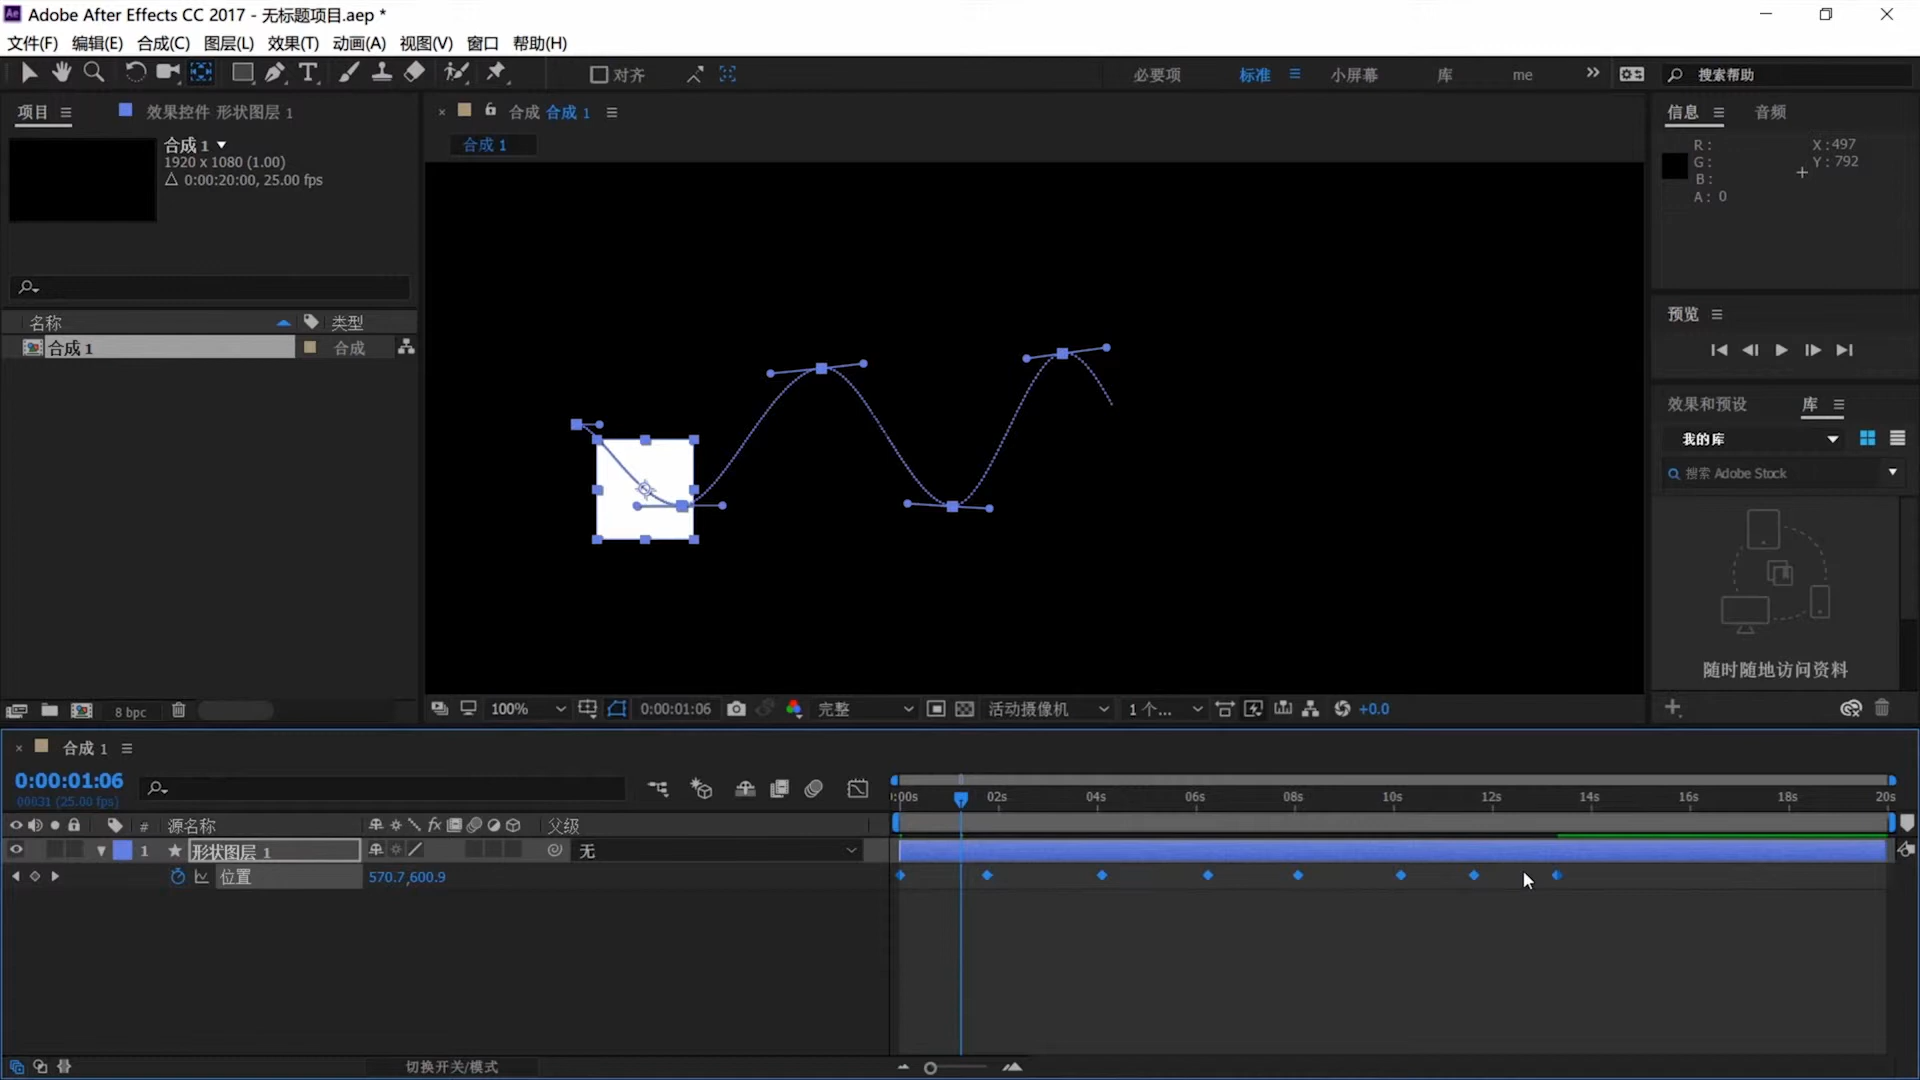 Ae Adobe After Effects CC 2017 - 无标题项目.aep *
文件(F) 编辑(E) 合成(C) 图层(L) 效果(T) 动画(A) 视图(V) 窗口 帮助(H)
对齐 必要项 标准 小屏幕 库 me 搜索帮助
项目 效果控件 形状图层 1
合成 合成 1
信息 音频
合成 1
合成 1
1920 x 1080 (1.00)
Δ 0:00:20:00, 25.00 fps
R :
G :
B :
A : 0
X :497
Y : 792
预览
名称 类型
合成 1 合成
效果和预设 库
我的库
搜索 Adobe Stock
随时随地访问资料
8 bpc
100% 0:00:01:06 完整 活动摄像机 1 个... +0.0
合成 1
0:00:01:06
00031 (25.00 fps)
:00s 02s 04s 06s 08s 10s 12s 14s 16s 18s 20s
# 源名称 fx 父级
1 形状图层 1 无
位置 570.7,600.9
切换开关/模式